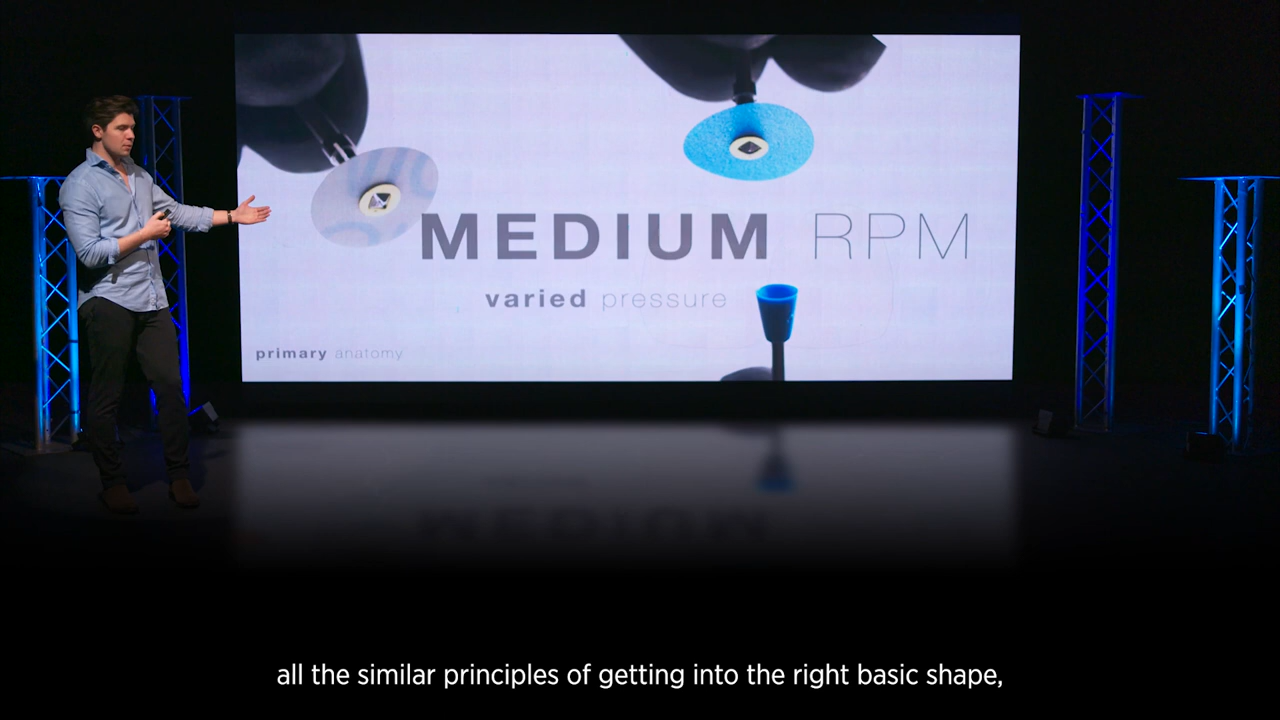 MEDIUM RPM
varied pressure
primary anatomy
all the similar principles of getting into the right basic shape,